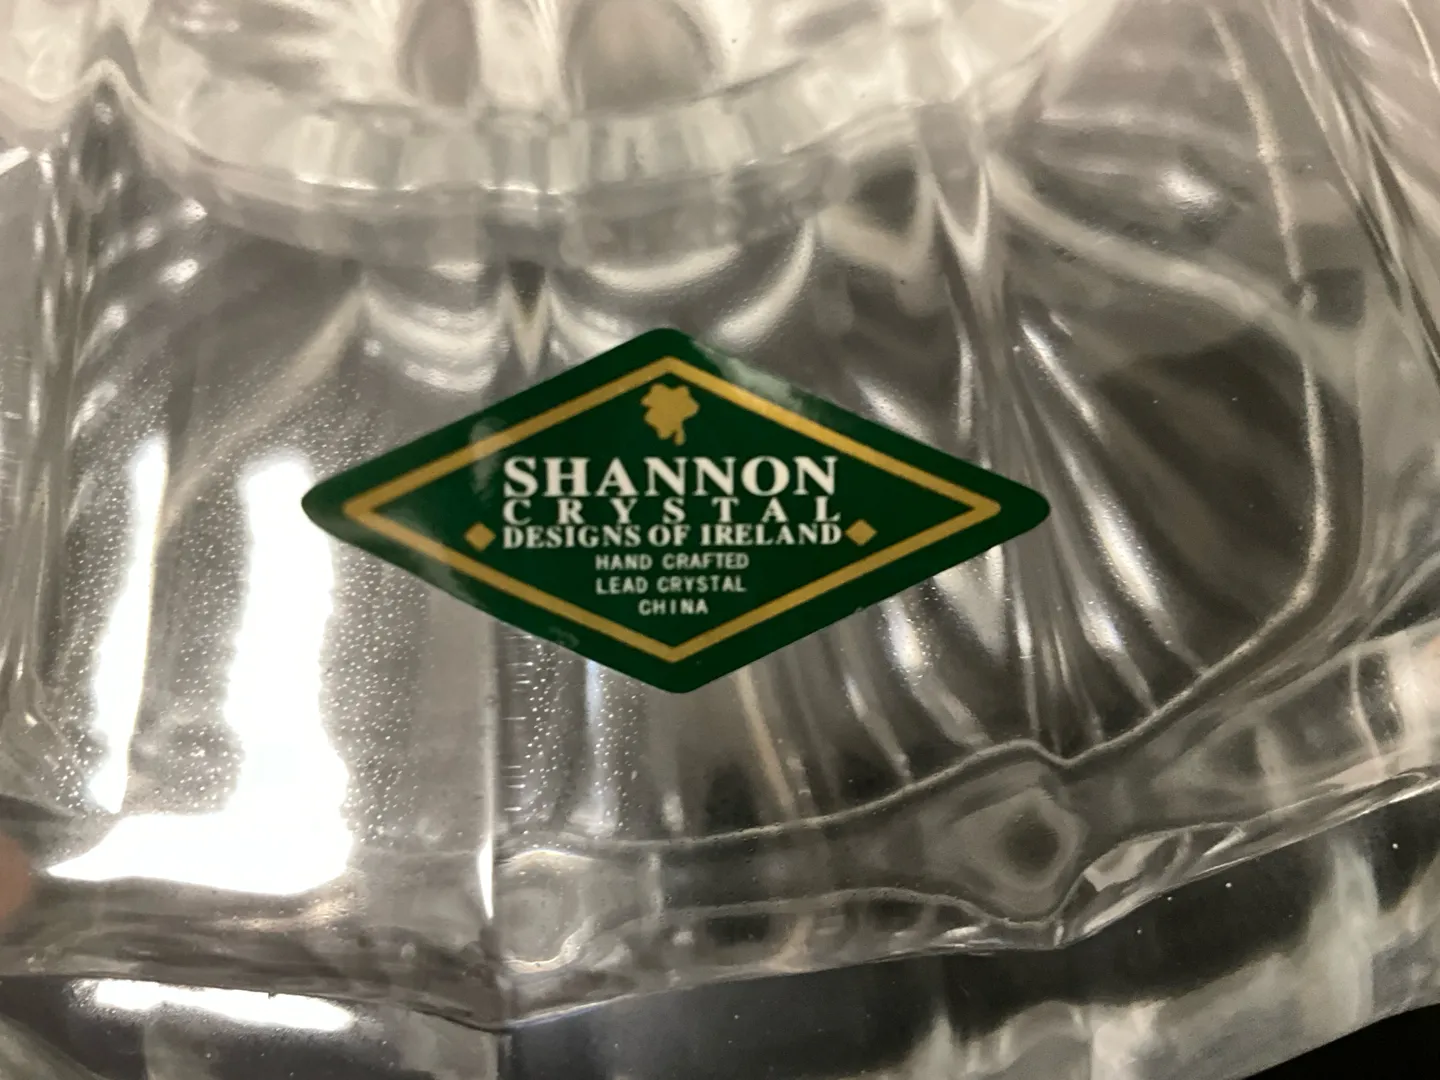 SHANNON
CRYSTAL
DESIGNS OF IRELAND
HAND CRAFTED
LEAD CRYSTAL
CHINA